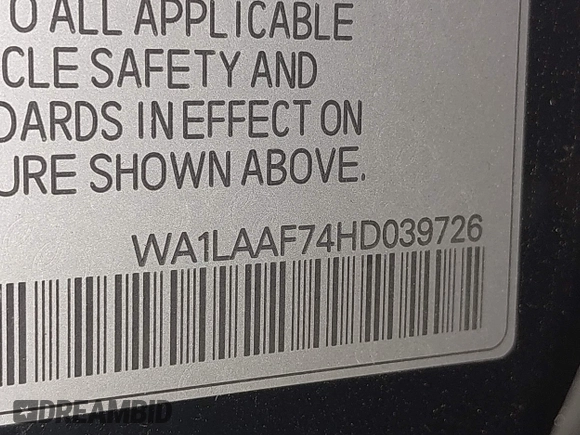 O ALL APPLICABLE
CLE SAFETY AND
DARDS IN EFFECT ON
URE SHOWN ABOVE.
WA1LAAF74HD039726
DREAMBID